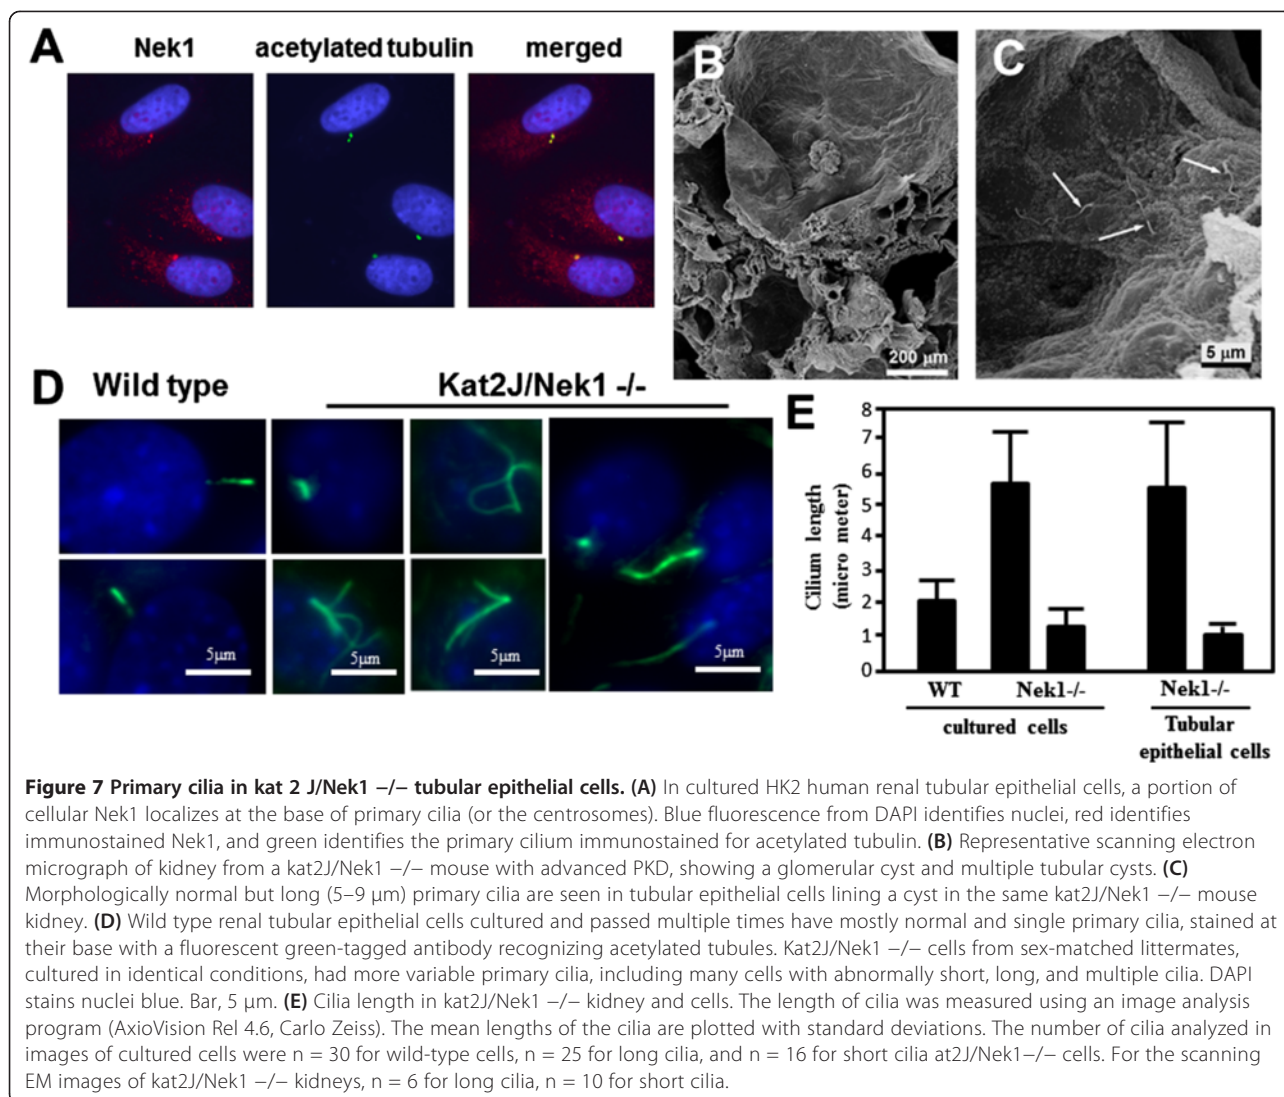 A
Nek1 acetylated tubulin merged
B
200 µm
C
5 µm
D
Wild type Kat2J/Nek1 -/-
5µm 5µm 5µm 5µm
E
Cilium length
(micro meter)
8
7
6
5
4
3
2
1
0
WT Nek1-/- Nek1-/-
cultured cells Tubular
epithelial cells
Figure 7 Primary cilia in kat 2 J/Nek1 −/− tubular epithelial cells. (A) In cultured HK2 human renal tubular epithelial cells, a portion of
cellular Nek1 localizes at the base of primary cilia (or the centrosomes). Blue fluorescence from DAPI identifies nuclei, red identifies
immunostained Nek1, and green identifies the primary cilium immunostained for acetylated tubulin. (B) Representative scanning electron
micrograph of kidney from a kat2J/Nek1 −/− mouse with advanced PKD, showing a glomerular cyst and multiple tubular cysts. (C)
Morphologically normal but long (5–9 µm) primary cilia are seen in tubular epithelial cells lining a cyst in the same kat2J/Nek1 −/− mouse
kidney. (D) Wild type renal tubular epithelial cells cultured and passed multiple times have mostly normal and single primary cilia, stained at
their base with a fluorescent green-tagged antibody recognizing acetylated tubules. Kat2J/Nek1 −/− cells from sex-matched littermates,
cultured in identical conditions, had more variable primary cilia, including many cells with abnormally short, long, and multiple cilia. DAPI
stains nuclei blue. Bar, 5 µm. (E) Cilia length in kat2J/Nek1 −/− kidney and cells. The length of cilia was measured using an image analysis
program (AxioVision Rel 4.6, Carlo Zeiss). The mean lengths of the cilia are plotted with standard deviations. The number of cilia analyzed in
images of cultured cells were n = 30 for wild-type cells, n = 25 for long cilia, and n = 16 for short cilia at2J/Nek1−/− cells. For the scanning
EM images of kat2J/Nek1 −/− kidneys, n = 6 for long cilia, n = 10 for short cilia.